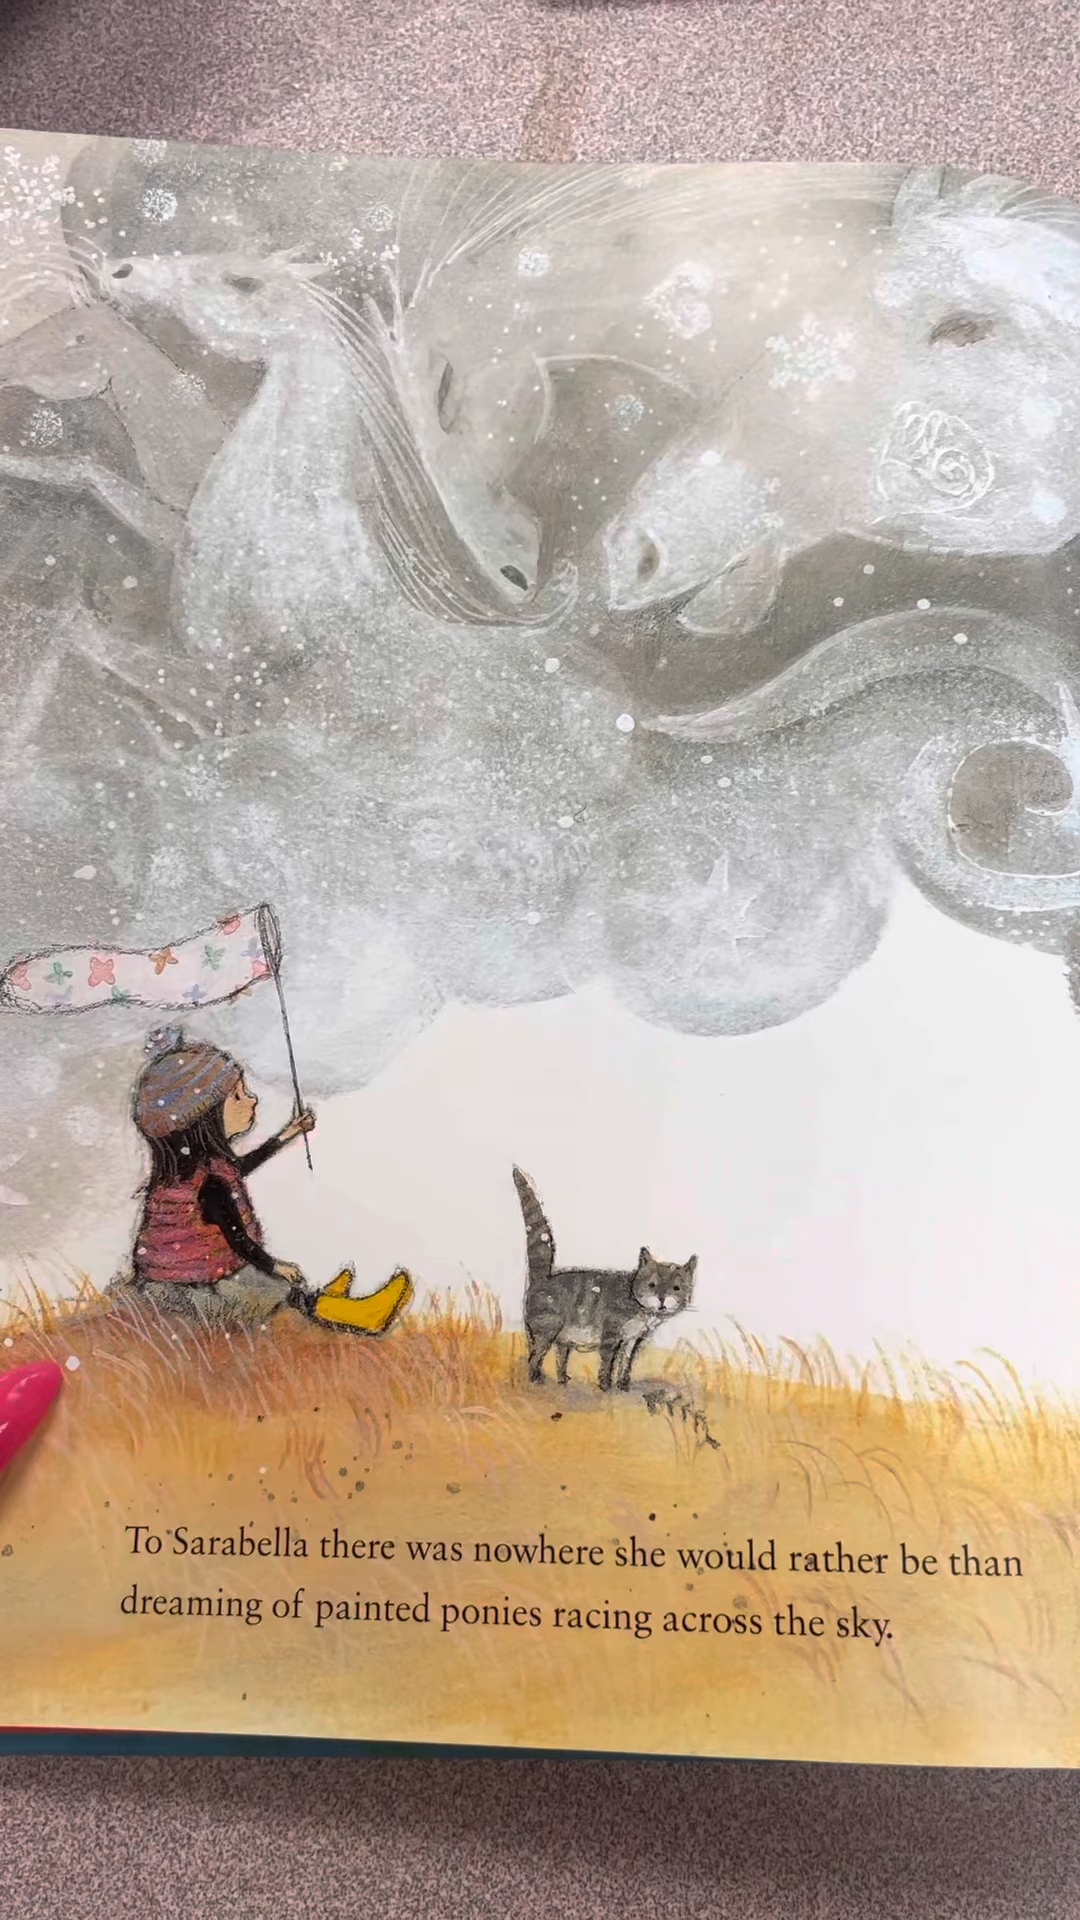 To Sarabella there was nowhere she would rather be than
dreaming of painted ponies racing across the sky.